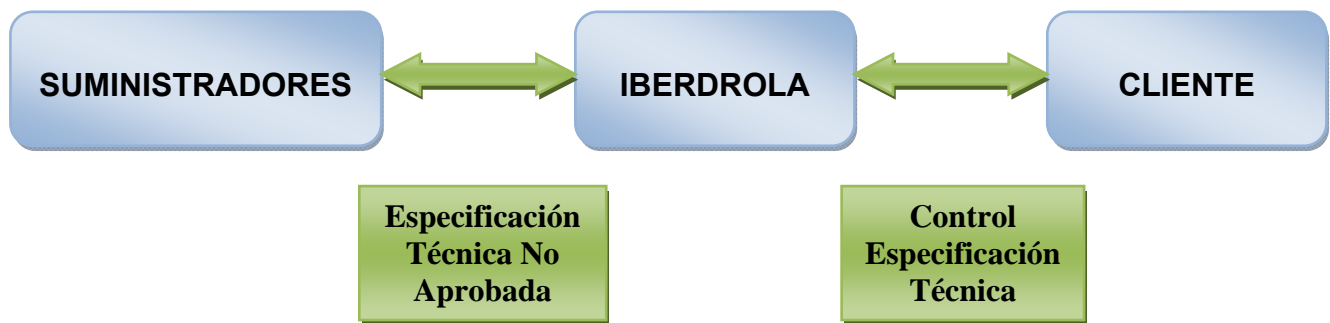 SUMINISTRADORES
IBERDROLA
CLIENTE
Especificación
Técnica No
Aprobada
Control
Especificación
Técnica